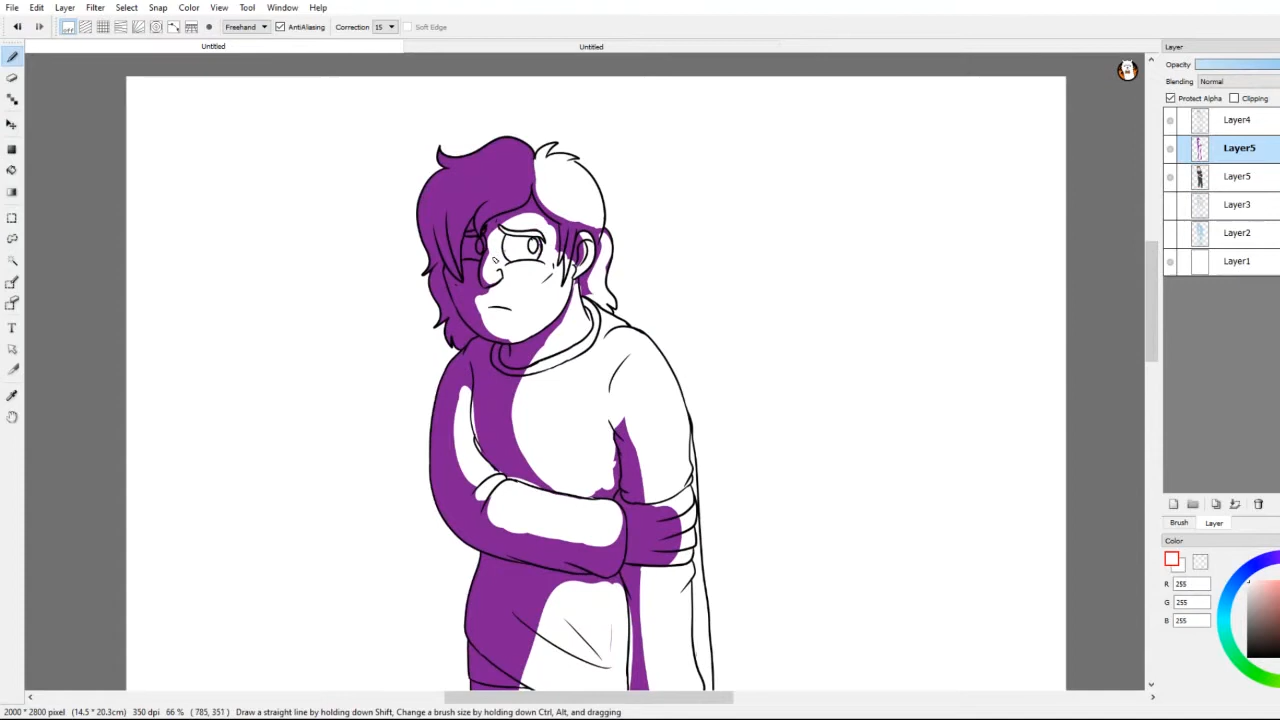 File Edit Layer View Filter Select Snap Color View Tool Window Help
off Freehand AntiAliasing Correction 15 Soft Edge
Untitled Untitled
Layer
Opacity
Blending Normal
Protect Alpha Clipping
Layer4
Layer5
Layer5
Layer3
Layer2
Layer1
Brush Layer
Color
R 255
G 255
B 255
T
2000 * 2800 pixel (14.5 * 20.3cm) 350 dpi 66 % ( 785, 351 ) Draw a straight line by holding down Shift, Change a brush size by holding down Ctrl, Alt, and dragging